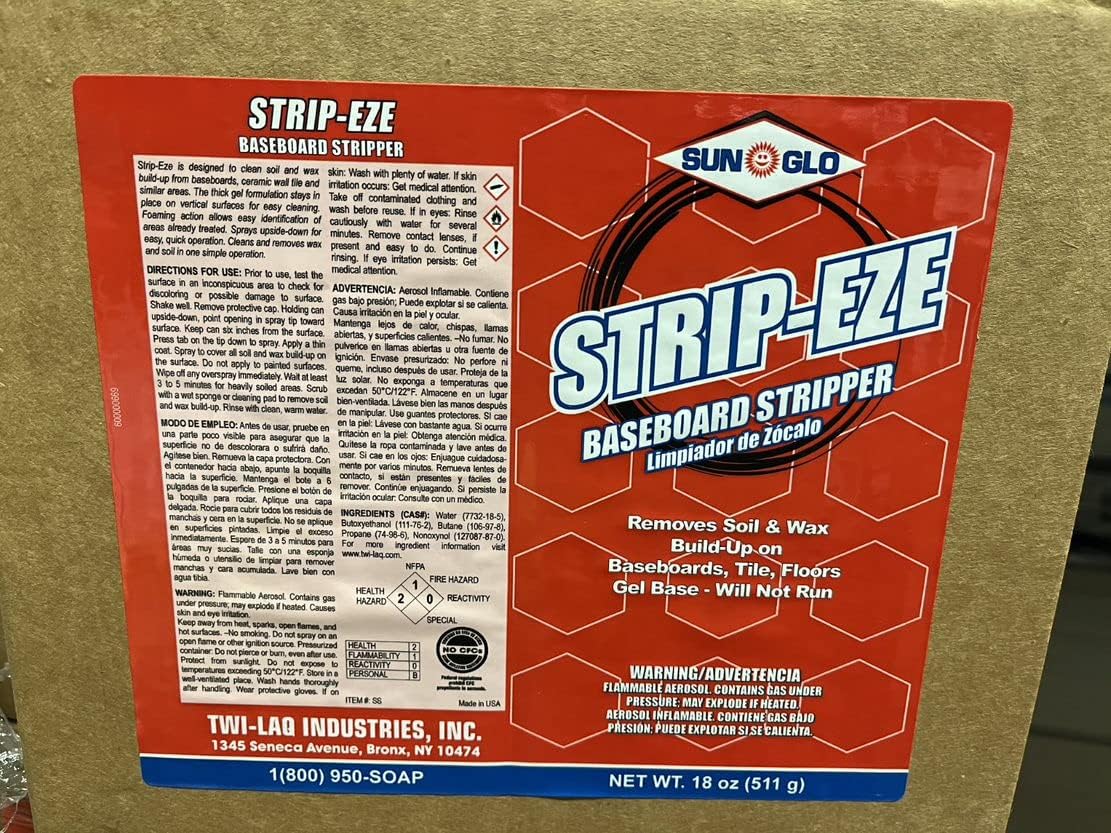 STRIP-EZE
BASEBOARD STRIPPER
Strip-Eze is designed to clean soil and wax
build-up from baseboards, ceramic wall tile and
similar areas. The thick gel formulation stays in
place on vertical surfaces for easy cleaning.
Foaming action allows easy identification of
areas already treated. Sprays upside-down for
easy, quick operation. Cleans and removes wax
and soil in one simple operation.
DIRECTIONS FOR USE: Prior to use, test the
surface in an inconspicuous area to check for
discoloring or possible damage to surface.
Shake well. Remove protective cap. Holding can
upside-down, point opening in spray tip toward
surface. Keep can six inches from the surface.
Press tab on the tip down to spray. Apply a thin
coat. Spray to cover all soil and wax build-up on
the surface. Do not apply to painted surfaces.
Wipe off any overspray immediately. Wait at least
3 to 5 minutes for heavily soiled areas. Scrub
with a wet sponge or cleaning pad to remove soil
and wax build-up. Rinse with clean, warm water.
MODO DE EMPLEO: Antes de usar, pruebe en
una parte poco visible para asegurar que la
superficie no de descolorara o sufrirá daño.
Agitese bien. Remueva la capa protectora. Con
el contenedor hacia abajo, apunte la boquilla
hacia la superficie. Mantenga el bote a 6
pulgadas de la superficie. Presione el botón de
la boquilla para rociar. Aplique una capa
delgada. Rocíe para cubrir todos los residuos de
manchas y cera en la superficie. No se aplique
en superficies pintadas. Limpie el exceso
inmediatamente. Espere de 3 a 5 minutos para
áreas muy sucias. Talle con una esponja
húmeda o utensilio de limpiar para remover
manchas y cara acumulada. Lave bien con
agua tibia.
WARNING: Flammable Aerosol. Contains gas
under pressure; may explode if heated. Causes
skin and eye irritation.
Keep away from heat, sparks, open flames, and
hot surfaces. –No smoking. Do not spray on an
open flame or other ignition source. Pressurized
container: Do not pierce or burn, even after use.
Protect from sunlight. Do not expose to
temperatures exceeding 50°C/122°F. Store in a
well-ventilated place. Wash hands thoroughly
after handling. Wear protective gloves. If on
skin: Wash with plenty of water. If skin
irritation occurs: Get medical attention.
Take off contaminated clothing and
wash before reuse. If in eyes: Rinse
cautiously with water for several
minutes. Remove contact lenses, if
present and easy to do. Continue
rinsing. If eye irritation persists: Get
medical attention.
ADVERTENCIA: Aerosol Inflamable. Contiene
gas bajo presión; Puede explotar si se calienta.
Causa irritación en la piel y ocular.
Mantenga lejos de calor, chispas, llamas
abiertas, y superficies calientes. –No fumar. No
pulverice en llamas abiertas u otra fuente de
ignición. Envase presurizado: No perfore ni
queme, incluso después de usar. Proteja de la
luz solar. No exponga a temperaturas que
excedan 50°C/122°F. Almacene en un lugar
bien-ventilada. Lávese bien las manos después
de manipular. Use guantes protectores. Si cae
en la piel: Lávese con bastante agua. Si ocurre
irritación en la piel: Obtenga atención médica.
Quítese la ropa contaminada y lave antes de
usar. Si cae en los ojos: Enjuague cuidadosa-
mente por varios minutos. Remueva lentes de
contacto, si están presentes y fáciles de
remover. Continúe enjuagando. Si persiste la
irritación ocular: Consulte con un médico.
INGREDIENTS (CAS#): Water (7732-18-5),
Butoxyethanol (111-76-2), Butane (106-97-8),
Propane (74-98-6), Nonoxynol (127087-87-0).
For more ingredient information visit
www.twi-laq.com.
NFPA
1
FIRE HAZARD
HEALTH
HAZARD
2
0
REACTIVITY
SPECIAL
HEALTH 2
FLAMMABILITY 1
REACTIVITY 0
PERSONAL B
NO CFCs
Federal regulations
prohibit CFC
propellants in aerosols.
ITEM #: SS
Made in USA
600000669
TWI-LAQ INDUSTRIES, INC.
1345 Seneca Avenue, Bronx, NY 10474
1(800) 950-SOAP
SUN GLO
STRIP-EZE
BASEBOARD STRIPPER
Limpiador de Zócalo
Removes Soil & Wax
Build-Up on
Baseboards, Tile, Floors
Gel Base - Will Not Run
WARNING/ADVERTENCIA
FLAMMABLE AEROSOL. CONTAINS GAS UNDER
PRESSURE; MAY EXPLODE IF HEATED.
AEROSOL INFLAMABLE. CONTIENE GAS BAJO
PRESIÓN: PUEDE EXPLOTAR SI SE CALIENTA.
NET WT. 18 oz (511 g)